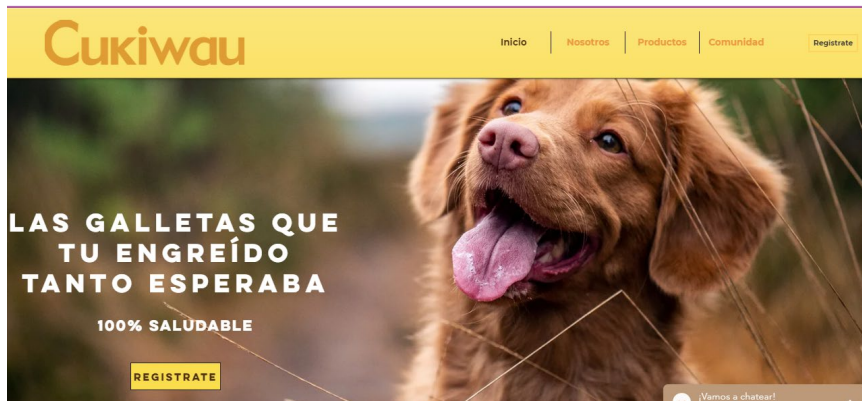 Cukiwau
Inicio
Nosotros
Productos
Comunidad
Registrate
LAS GALLETAS QUE
TU ENGREÍDO
TANTO ESPERABA
100% SALUDABLE
REGISTRATE
¡Vamos a chatear!